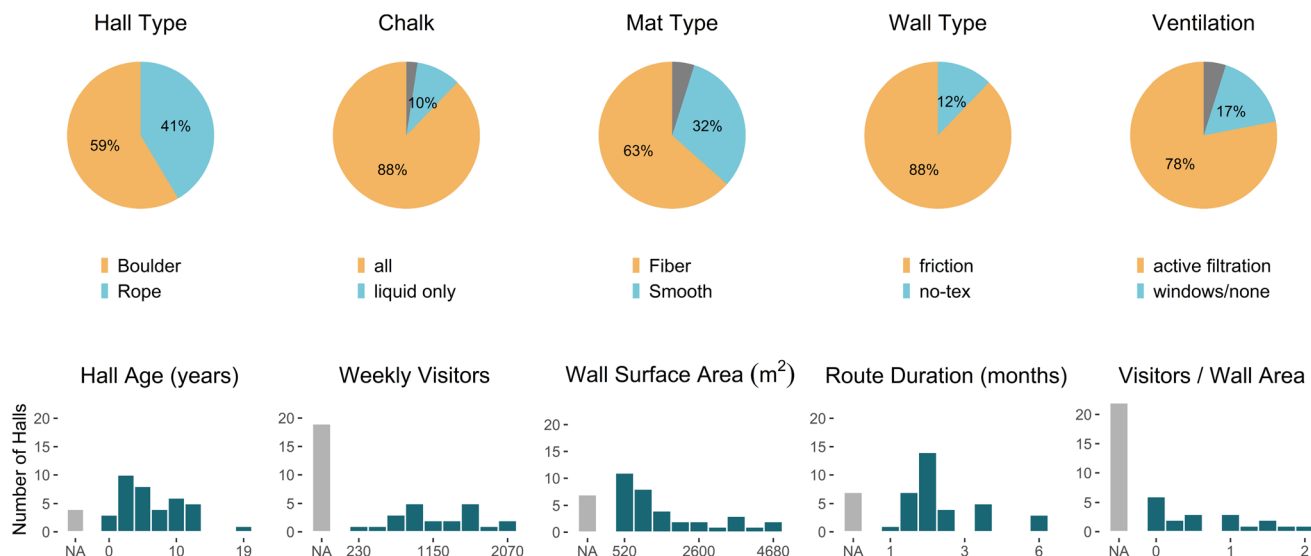 Hall Type Chalk Mat Type Wall Type Ventilation
41% 10% 32% 12% 17%
59% 88% 63% 88% 78%
Boulder all Fiber friction active filtration
Rope liquid only Smooth no-tex windows/none
Hall Age (years) Weekly Visitors Wall Surface Area (m²) Route Duration (months) Visitors / Wall Area
Number of Halls
20 20 20 20 20
15 15 15 15 15
10 10 10 10 10
5 5 5 5 5
0 0 0 0 0
NA 0 10 19 NA 230 1150 2070 NA 520 2600 4680 NA 1 3 6 NA 0 1